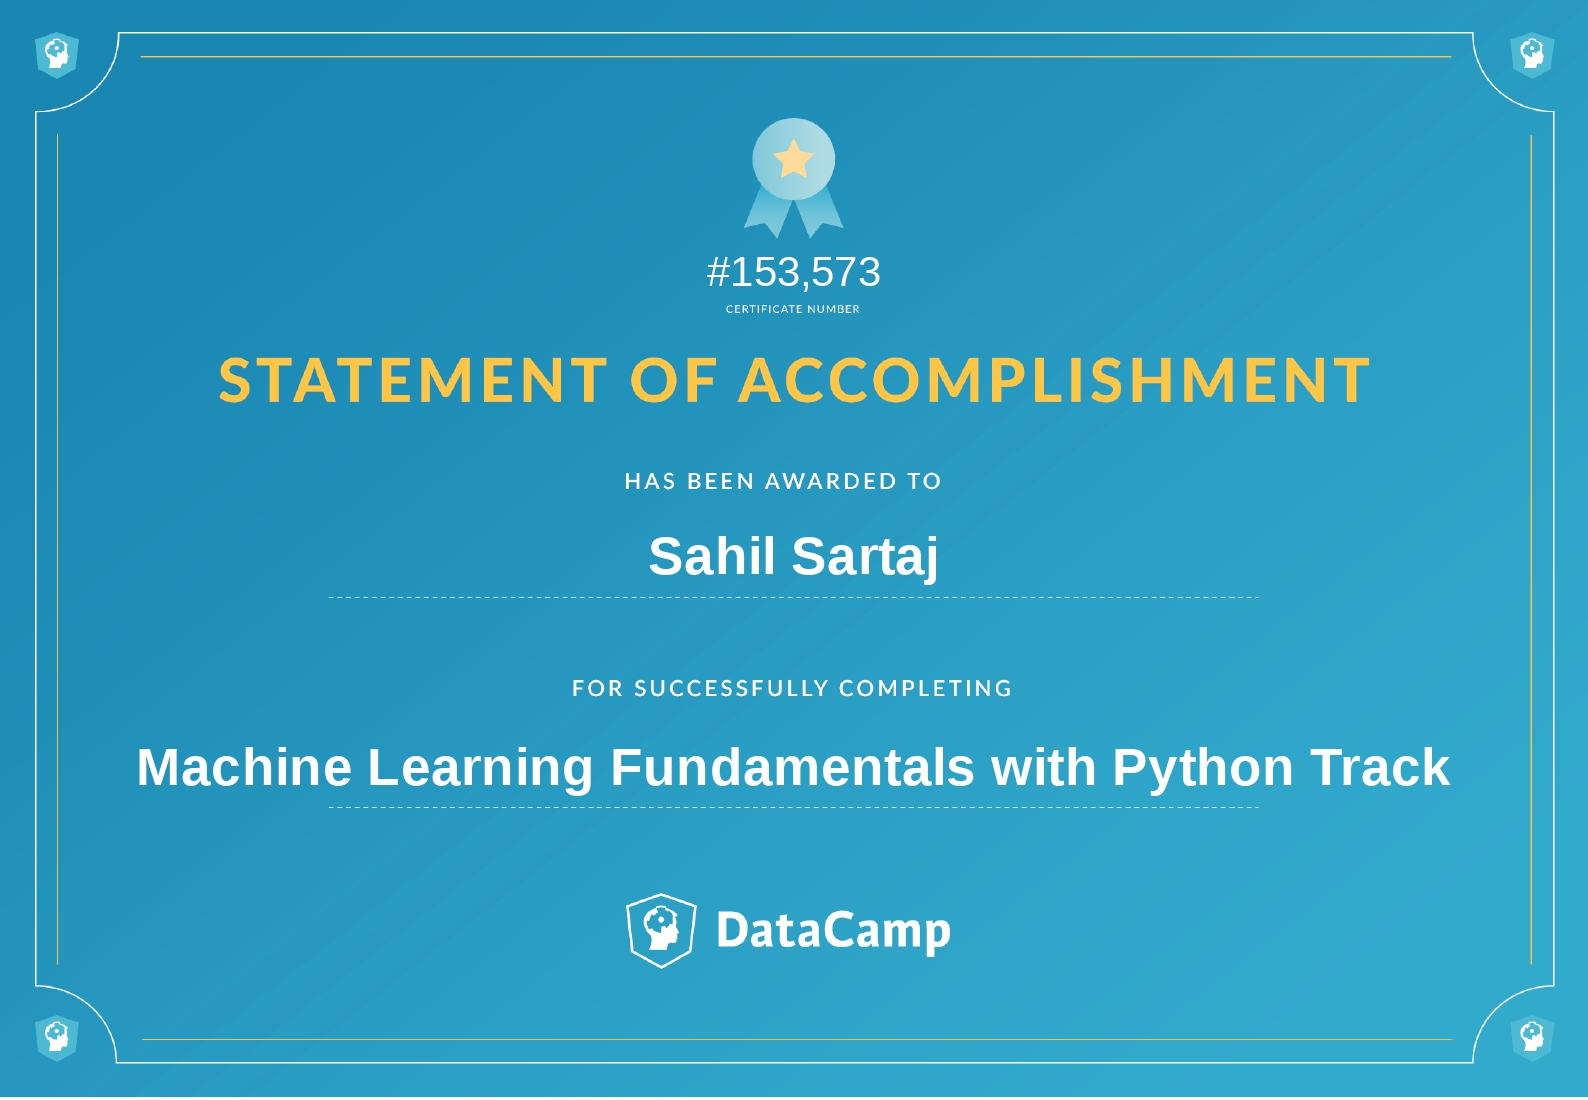 #153,573
CERTIFICATE NUMBER
STATEMENT OF ACCOMPLISHMENT
HAS BEEN AWARDED TO
Sahil Sartaj
FOR SUCCESSFULLY COMPLETING
Machine Learning Fundamentals with Python Track
DataCamp